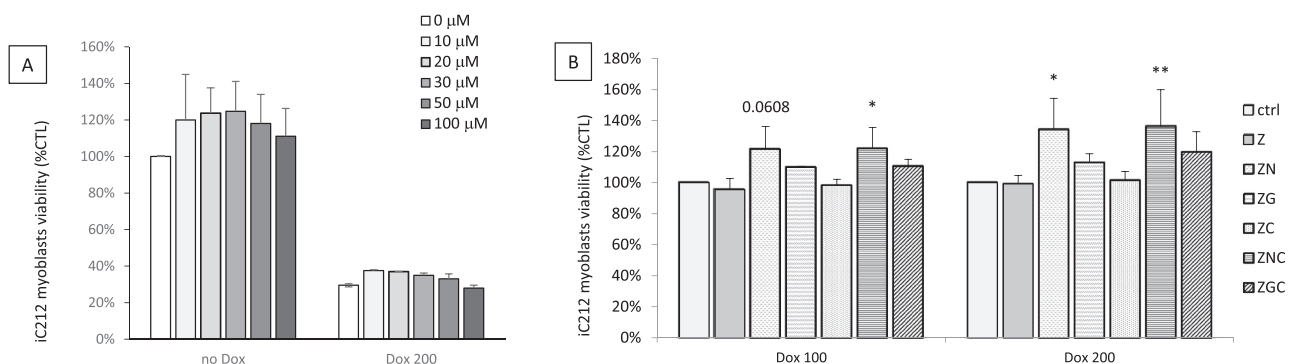 A
iC212 myoblasts viability (%CTL)
160%
140%
120%
100%
80%
60%
40%
20%
0%
no Dox
Dox 200
0 µM
10 µM
20 µM
30 µM
50 µM
100 µM
B
iC212 myoblasts viability (%CTL)
180%
160%
140%
120%
100%
80%
60%
40%
20%
0%
0.0608
*
*
**
Dox 100
Dox 200
ctrl
Z
ZN
ZG
ZC
ZNC
ZGC